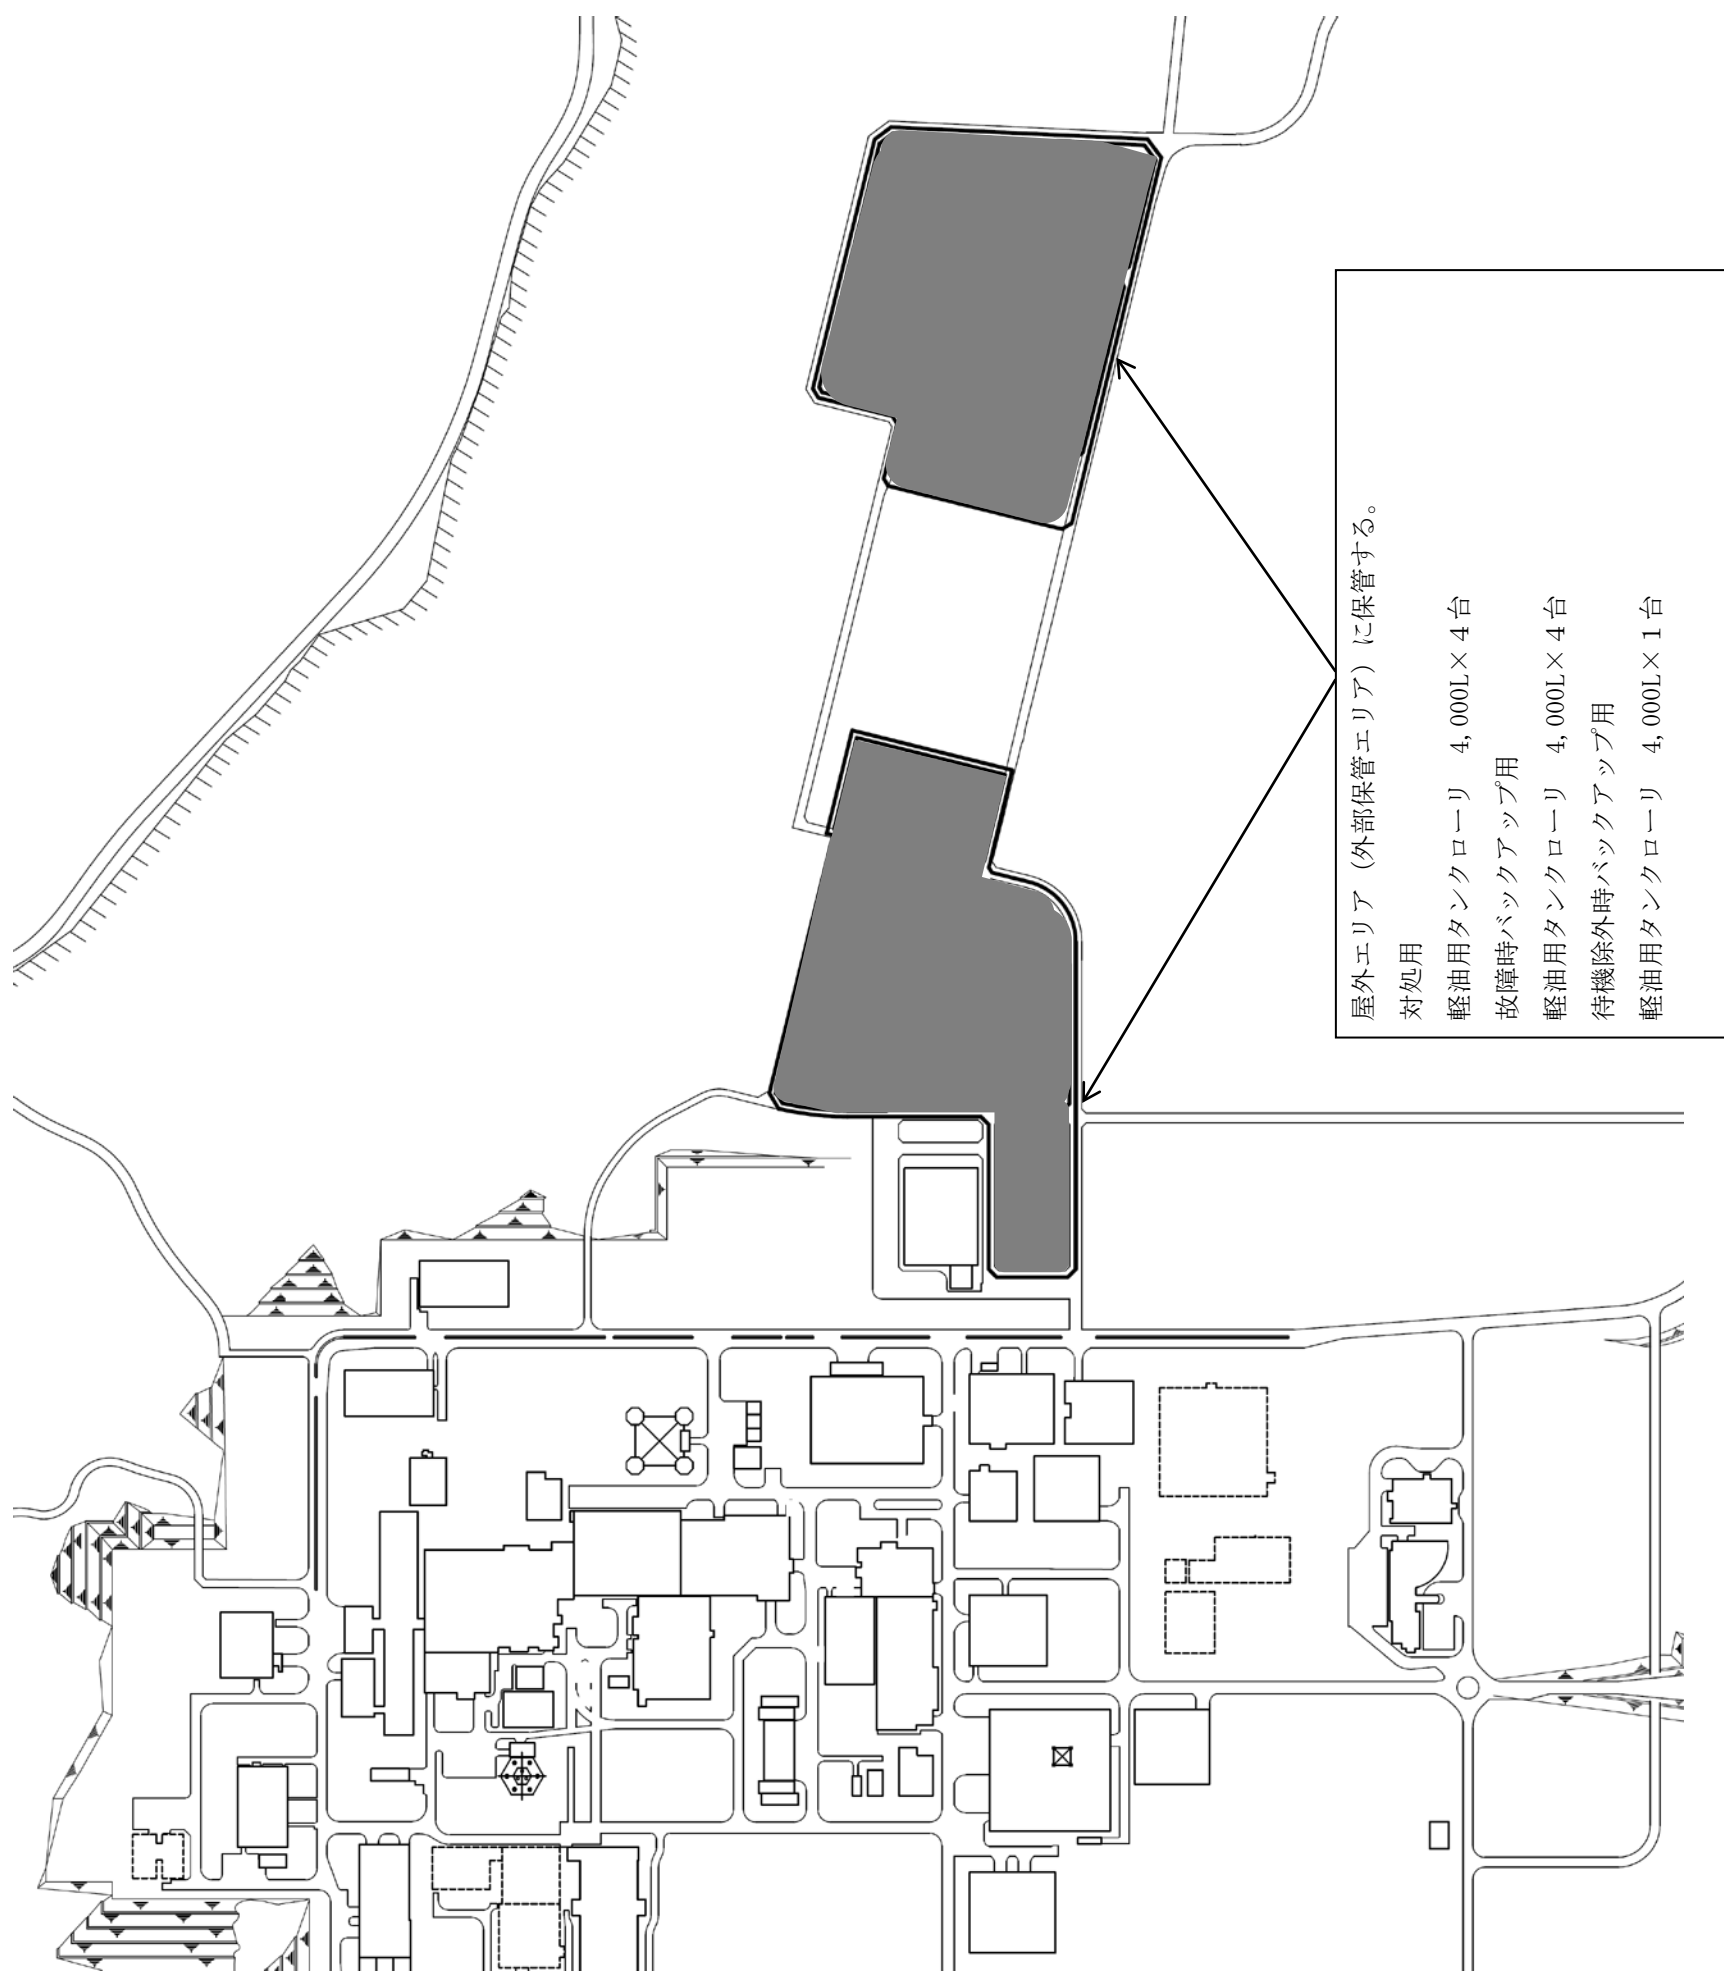 屋外エリア（外部保管エリア）に保管する。
対処用
軽油用タンクローリ　4,000L×４台
故障時バックアップ用
軽油用タンクローリ　4,000L×４台
待機除外時バックアップ用
軽油用タンクローリ　4,000L×１台